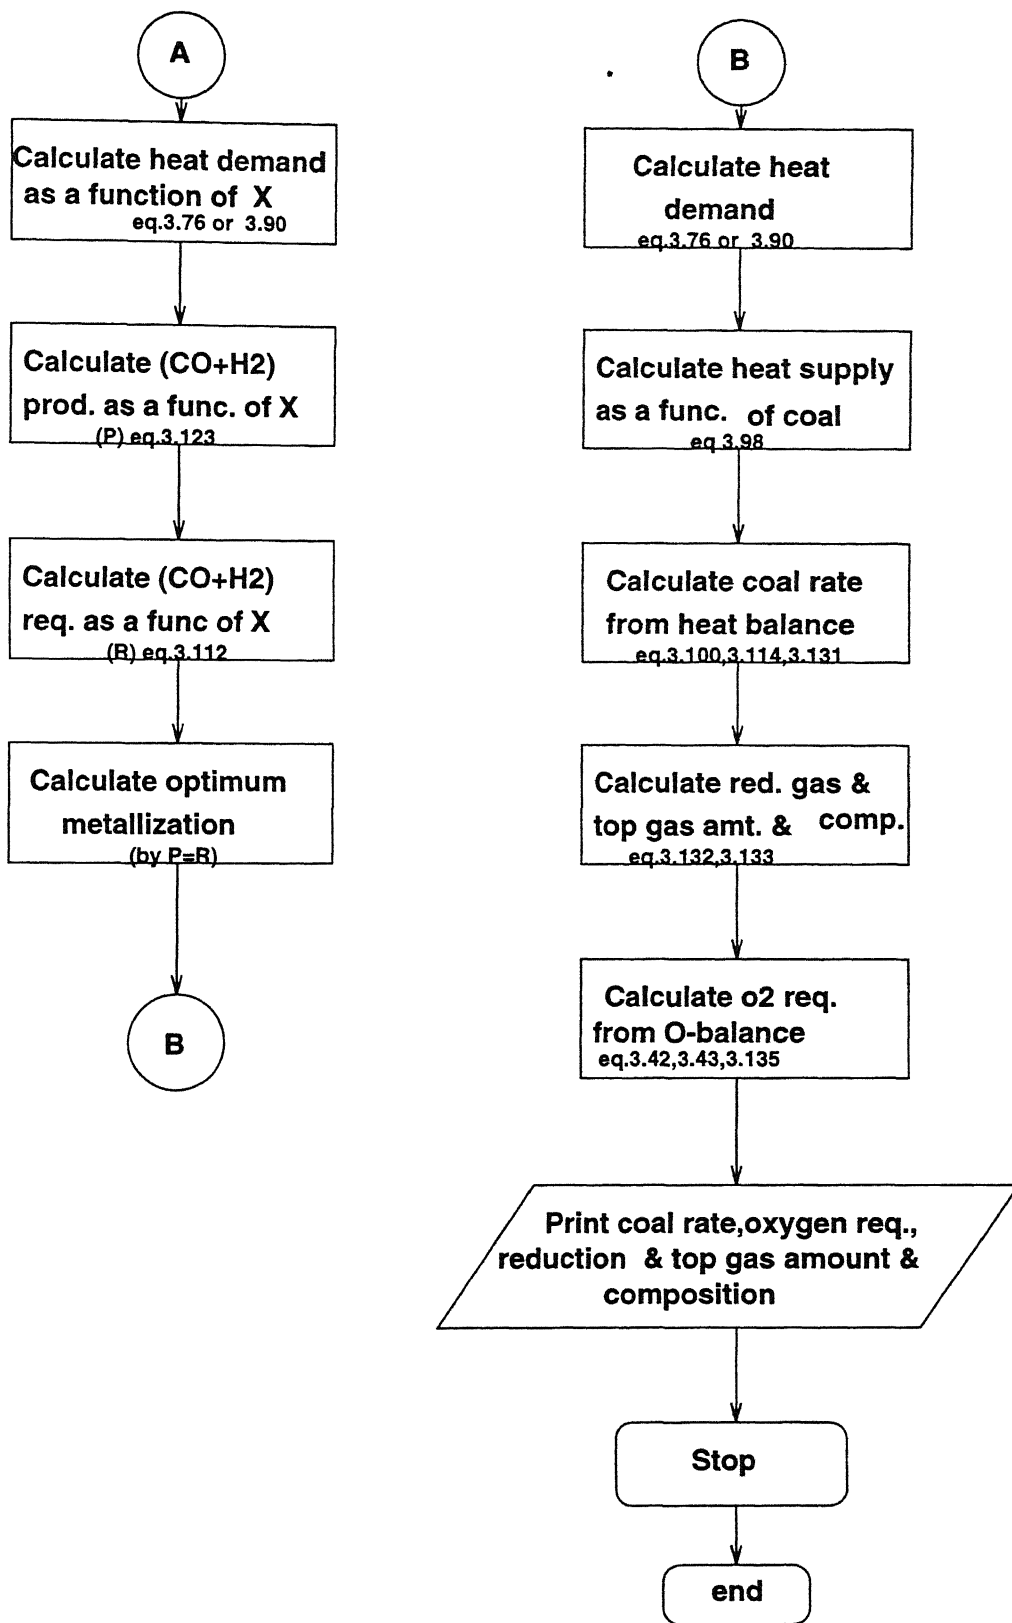 A
Calculate heat demand
as a function of X
eq.3.76 or 3.90
Calculate (CO+H2)
prod. as a func. of X
(P) eq.3.123
Calculate (CO+H2)
req. as a func of X
(R) eq.3.112
Calculate optimum
metallization
(by P=R)
B
B
Calculate heat
demand
eq.3.76 or 3.90
Calculate heat supply
as a func. of coal
eq 3.98
Calculate coal rate
from heat balance
eq.3.100,3.114,3.131
Calculate red. gas &
top gas amt. & comp.
eq.3.132,3.133
Calculate o2 req.
from O-balance
eq.3.42,3.43,3.135
Print coal rate,oxygen req.,
reduction & top gas amount &
composition
Stop
end